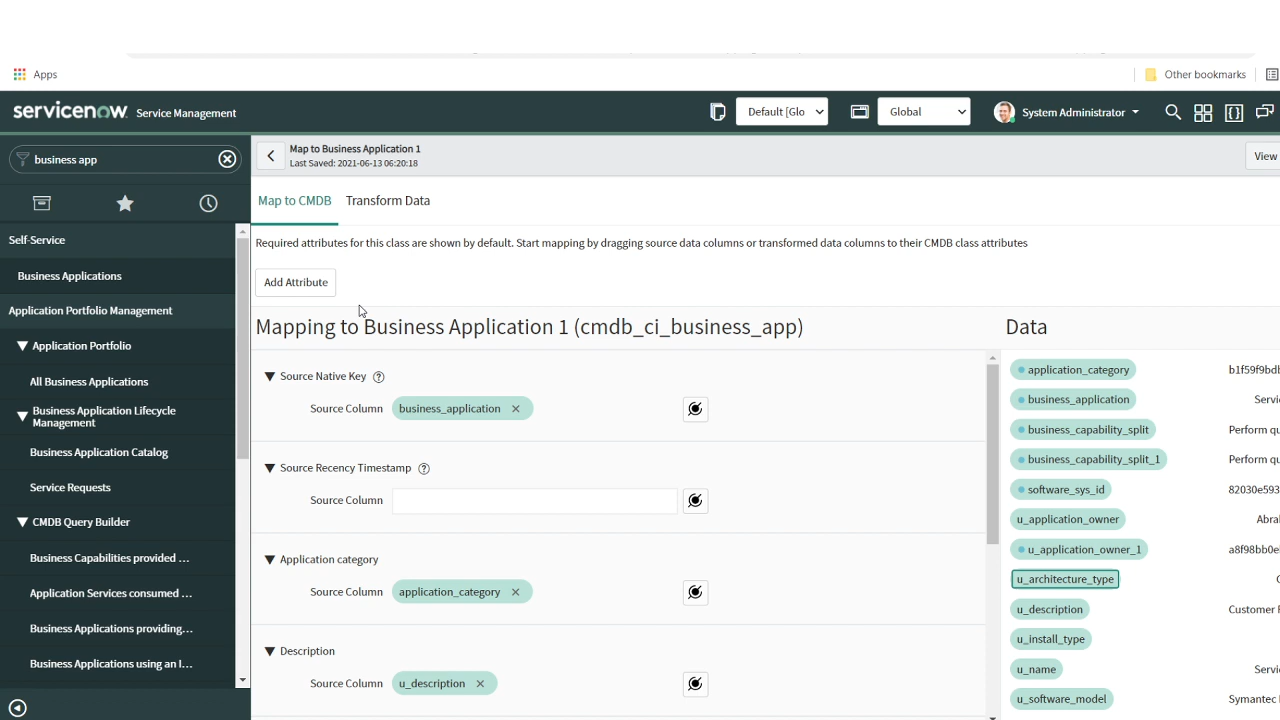 Apps
Other bookmarks
servicenow Service Management
Default [Glo
Global
System Administrator
business app
Self-Service
Business Applications
Application Portfolio Management
Application Portfolio
All Business Applications
Business Application Lifecycle
Management
Business Application Catalog
Service Requests
CMDB Query Builder
Business Capabilities provided ...
Application Services consumed ...
Business Applications providing...
Business Applications using an I...
Map to Business Application 1
Last Saved: 2021-06-13 06:20:18
View
Map to CMDB Transform Data
Required attributes for this class are shown by default. Start mapping by dragging source data columns or transformed data columns to their CMDB class attributes
Add Attribute
Mapping to Business Application 1 (cmdb_ci_business_app)
Source Native Key
Source Column business_application
Source Recency Timestamp
Source Column
Application category
Source Column application_category
Description
Source Column u_description
Data
application_category b1f59f9bdb
business_application Servi
business_capability_split Perform qu
business_capability_split_1 Perform qu
software_sys_id 82030e593
u_application_owner Abra
u_application_owner_1 a8f98bb0e
u_architecture_type
u_description Customer
u_install_type
u_name Servi
u_software_model Symantec